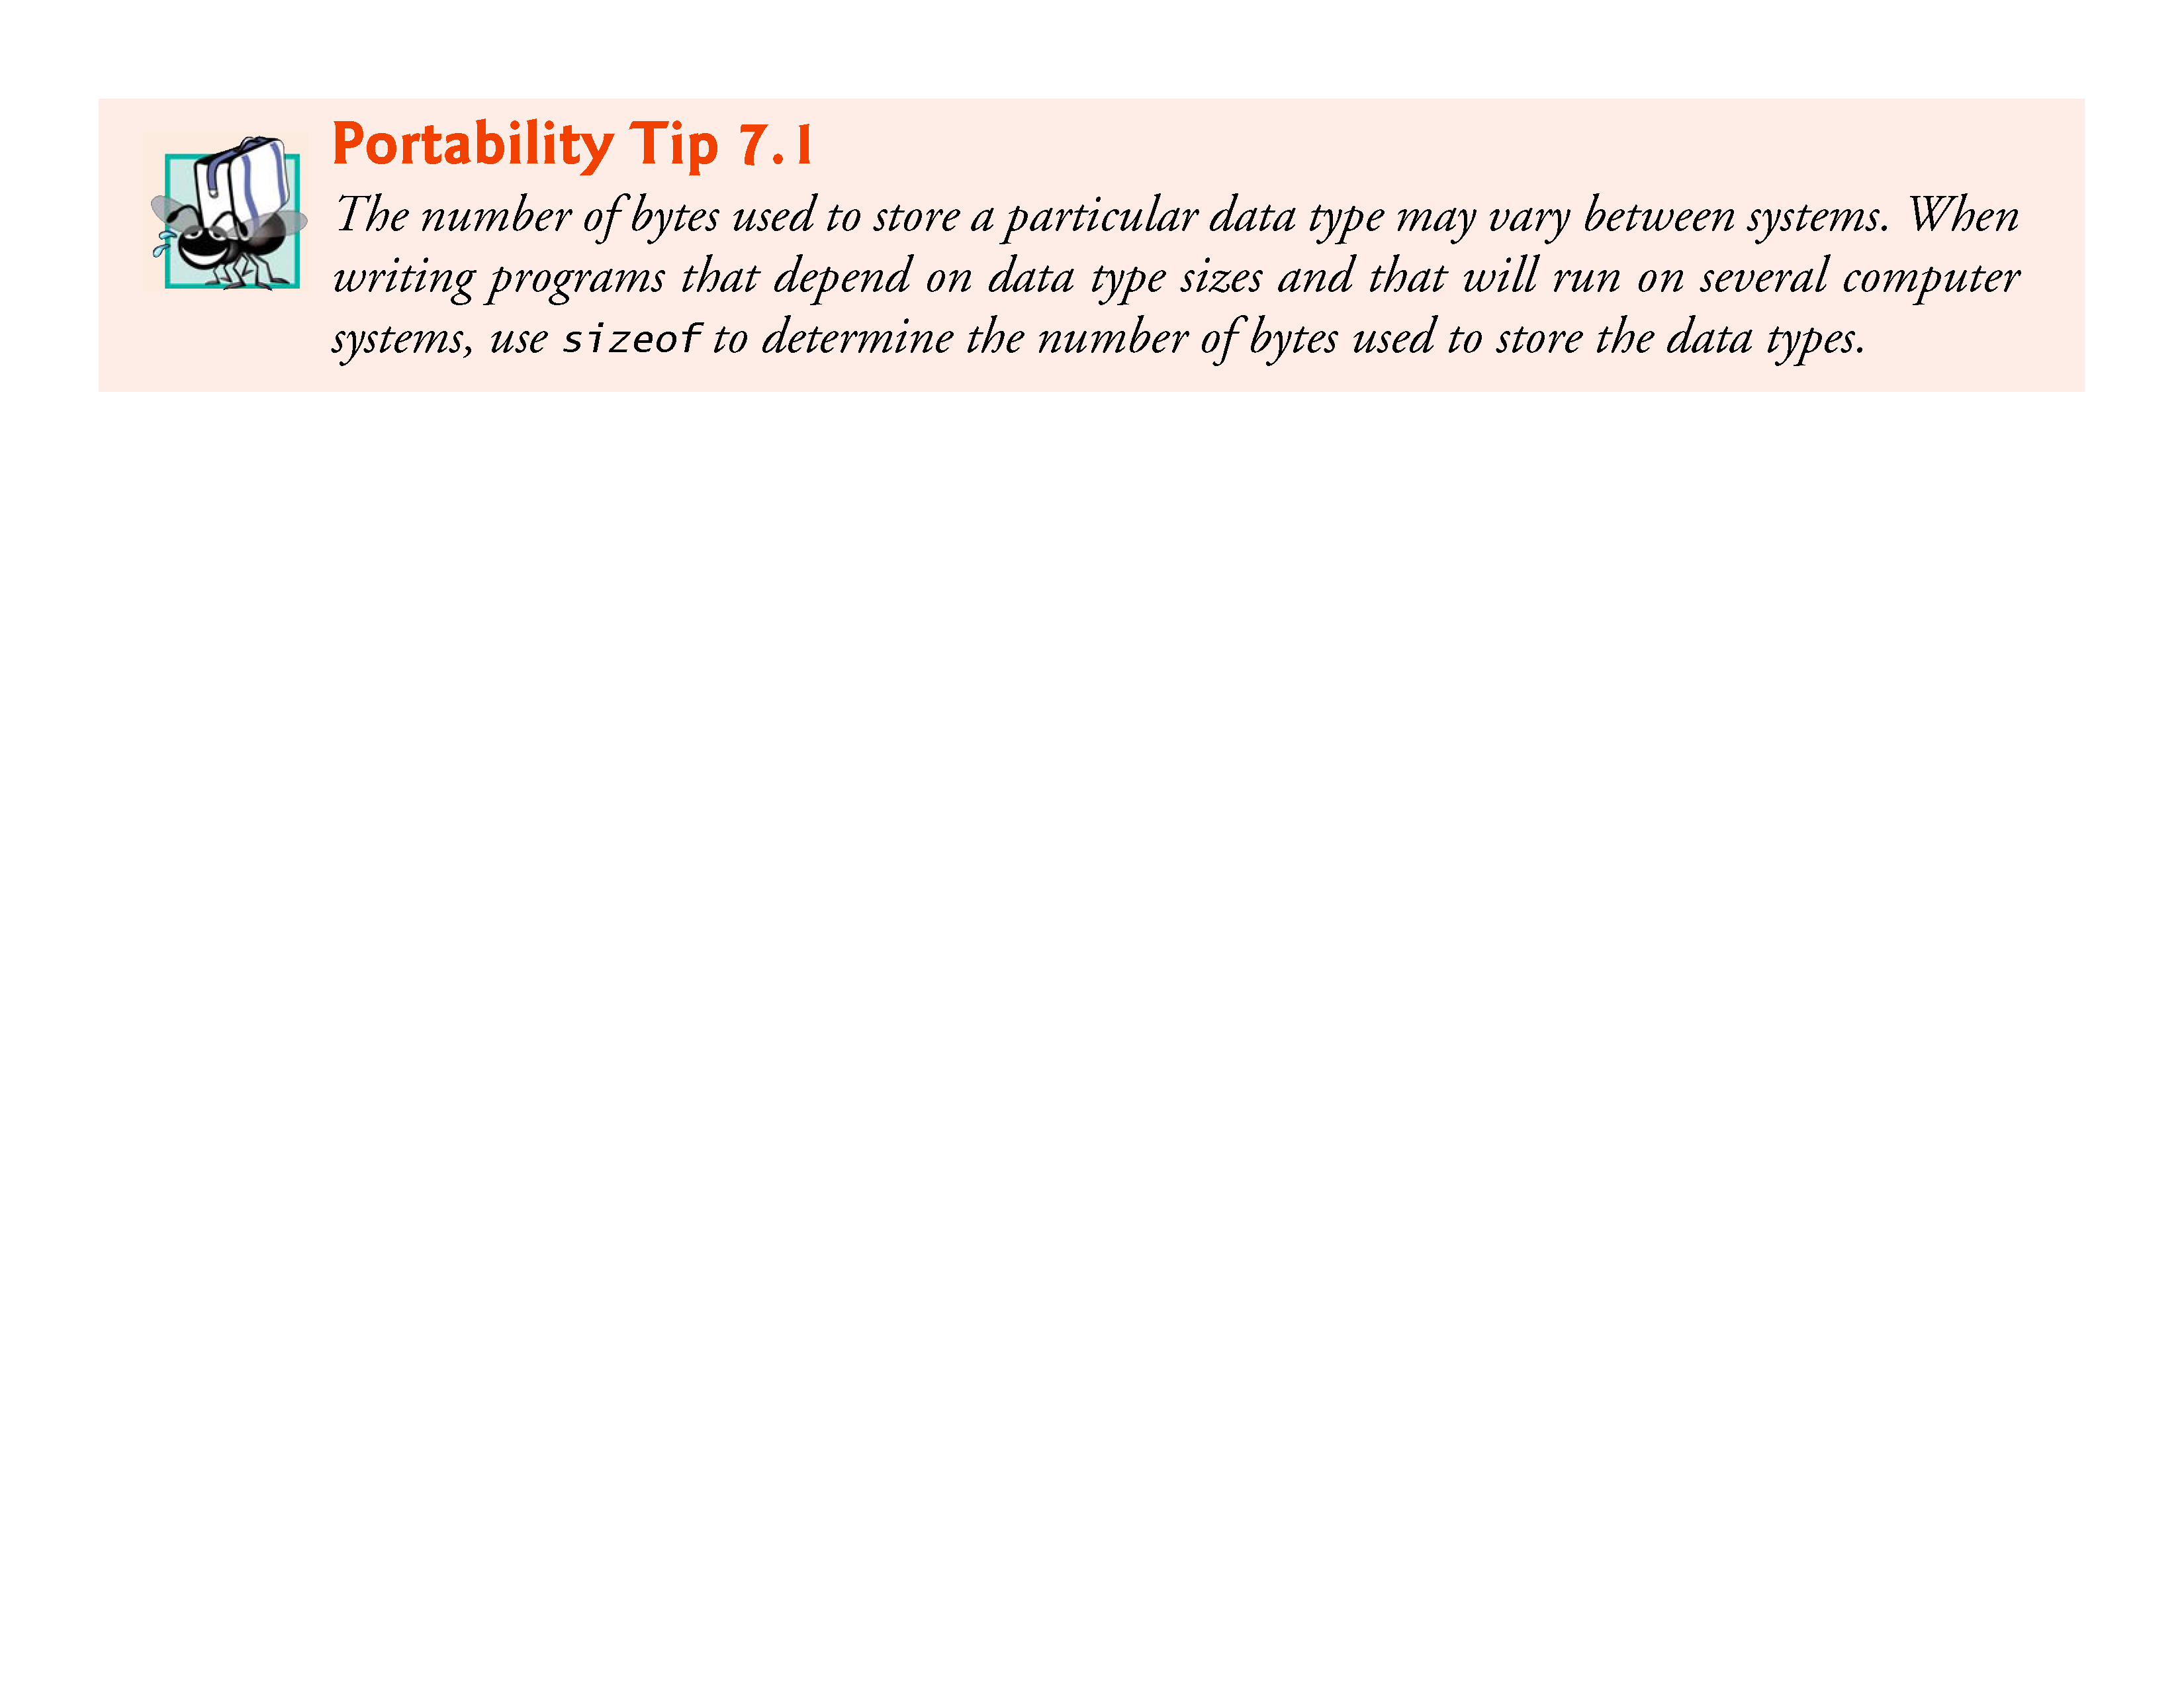 Portability Tip 7.1
The number of bytes used to store a particular data type may vary between systems. When
writing programs that depend on data type sizes and that will run on several computer
systems, use sizeof to determine the number of bytes used to store the data types.